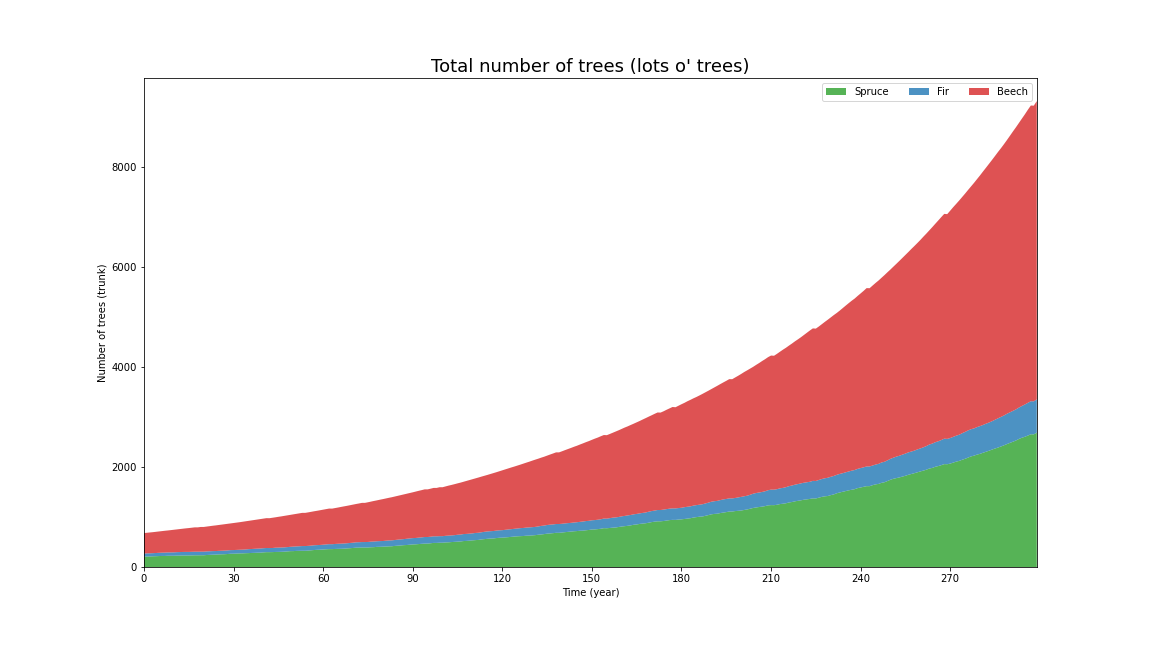 Total number of trees (lots o' trees)
Spruce Fir Beech
8000
6000
4000
2000
0
Number of trees (trunk)
0 30 60 90 120 150 180 210 240 270
Time (year)